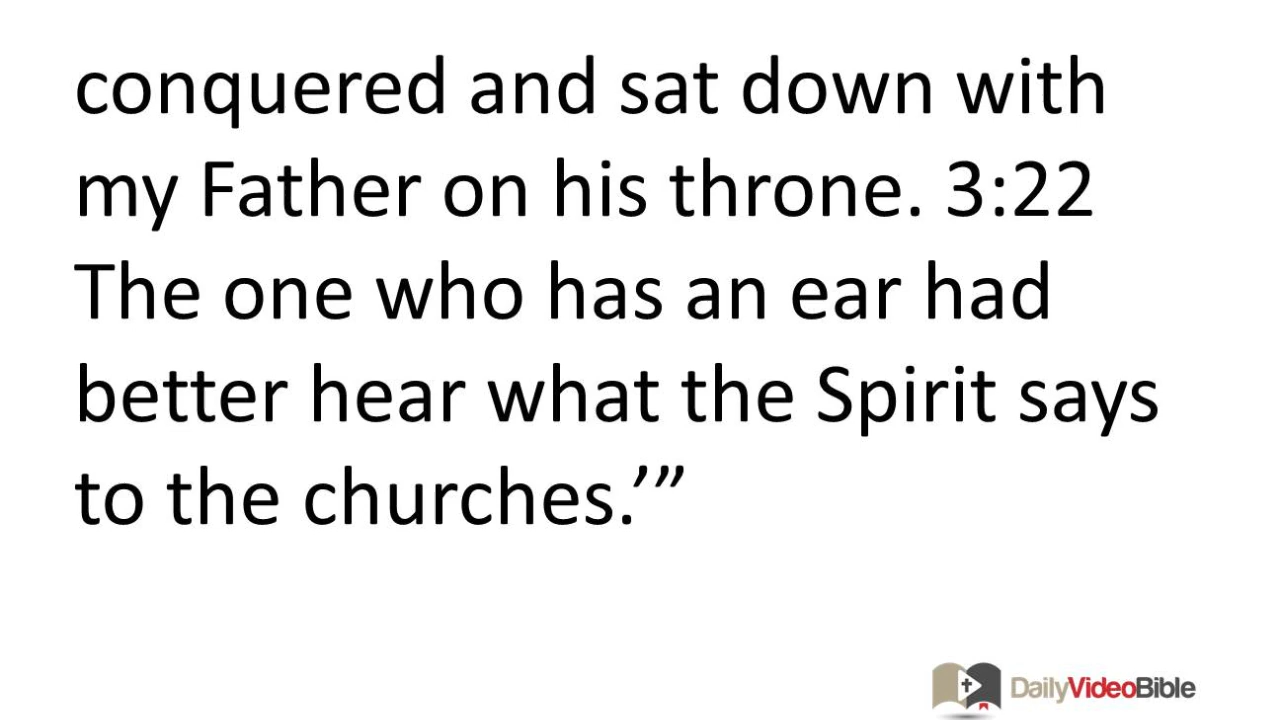 conquered and sat down with
my Father on his throne. 3:22
The one who has an ear had
better hear what the Spirit says
to the churches.’”
DailyVideoBible